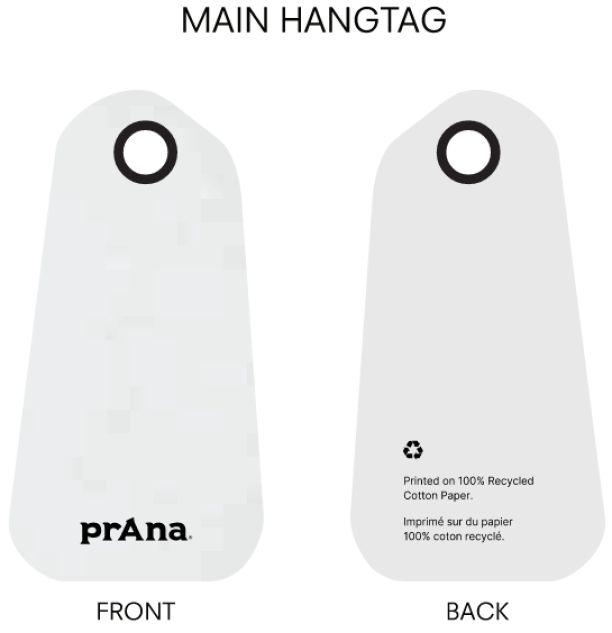 MAIN HANGTAG
prAna.
Printed on 100% Recycled
Cotton Paper.
Imprimé sur du papier
100% coton recyclé.
FRONT
BACK